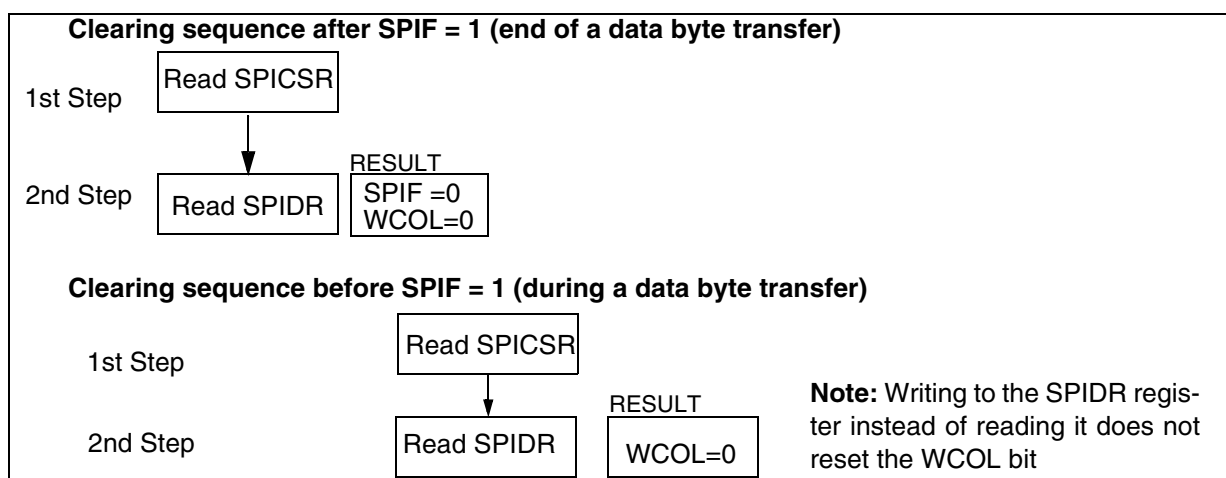 Clearing sequence after SPIF = 1 (end of a data byte transfer)
1st Step
Read SPICSR
2nd Step
Read SPIDR
RESULT
SPIF =0
WCOL=0
Clearing sequence before SPIF = 1 (during a data byte transfer)
1st Step
Read SPICSR
2nd Step
Read SPIDR
RESULT
WCOL=0
Note: Writing to the SPIDR regis-
ter instead of reading it does not
reset the WCOL bit